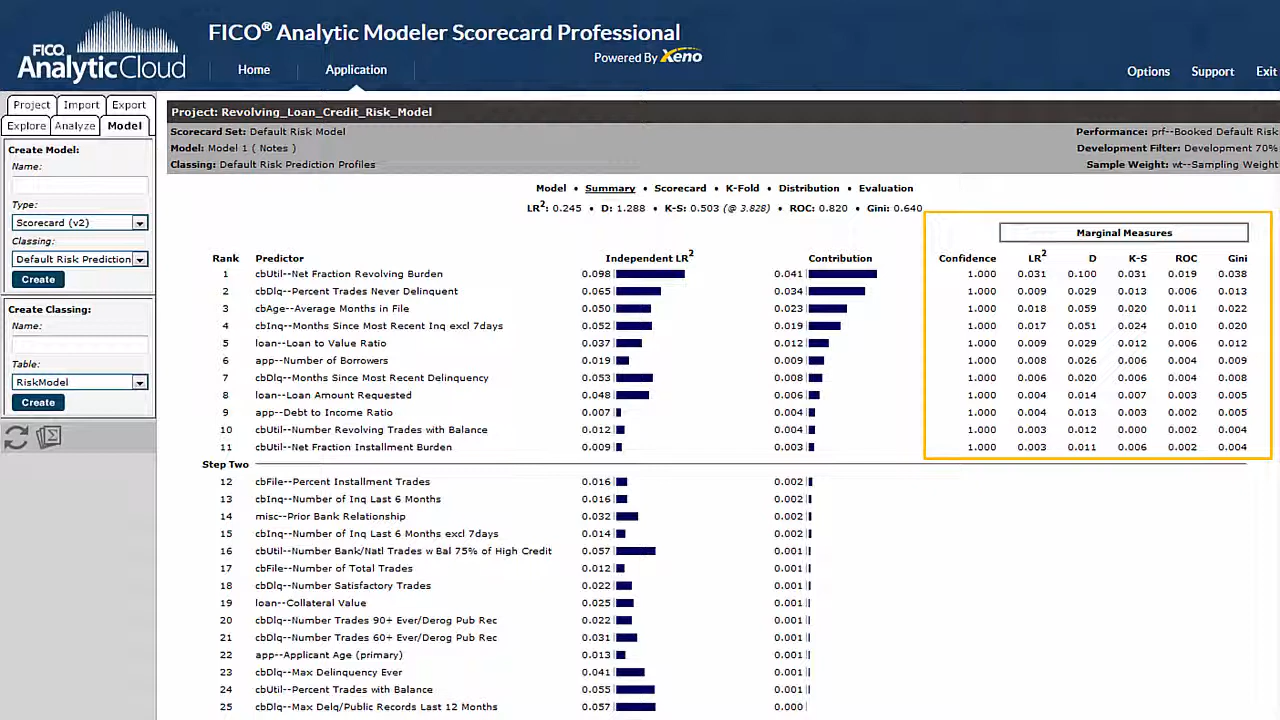 FICO® Analytic Modeler Scorecard Professional
Powered By Xeno
FICO
AnalyticCloud
Home Application
Options Support Exit
Project Import Export
Explore Analyze Model
Create Model:
Name:
Type:
Scorecard (v2)
Classing:
Default Risk Prediction
Create
Create Classing:
Name:
Table:
RiskModel
Create
Project: Revolving_Loan_Credit_Risk_Model
Scorecard Set: Default Risk Model Performance: prf--Booked Default Risk
Model: Model 1 ( Notes ) Development Filter: Development 70%
Classing: Default Risk Prediction Profiles Sample Weight: wt--Sampling Weight
Model • Summary • Scorecard • K-Fold • Distribution • Evaluation
LR²: 0.245 • D: 1.288 • K-S: 0.503 (@ 3.828) • ROC: 0.820 • Gini: 0.640
Marginal Measures
Rank Predictor Independent LR² Contribution Confidence LR² D K-S ROC Gini
1 cbUtil--Net Fraction Revolving Burden 0.098 0.041 1.000 0.031 0.100 0.031 0.019 0.038
2 cbDlq--Percent Trades Never Delinquent 0.065 0.034 1.000 0.009 0.029 0.013 0.006 0.013
3 cbAge--Average Months in File 0.050 0.023 1.000 0.018 0.059 0.020 0.011 0.022
4 cbInq--Months Since Most Recent Inq excl 7days 0.052 0.019 1.000 0.017 0.051 0.024 0.010 0.020
5 loan--Loan to Value Ratio 0.037 0.012 1.000 0.009 0.029 0.012 0.006 0.012
6 app--Number of Borrowers 0.019 0.009 1.000 0.008 0.026 0.006 0.004 0.009
7 cbDlq--Months Since Most Recent Delinquency 0.053 0.008 1.000 0.006 0.020 0.006 0.004 0.008
8 loan--Loan Amount Requested 0.048 0.006 1.000 0.004 0.014 0.007 0.003 0.005
9 app--Debt to Income Ratio 0.007 0.004 1.000 0.004 0.013 0.003 0.002 0.005
10 cbUtil--Number Revolving Trades with Balance 0.012 0.004 1.000 0.003 0.012 0.000 0.002 0.004
11 cbUtil--Net Fraction Installment Burden 0.009 0.003 1.000 0.003 0.011 0.006 0.002 0.004
Step Two
12 cbFile--Percent Installment Trades 0.016 0.002
13 cbInq--Number of Inq Last 6 Months 0.016 0.002
14 misc--Prior Bank Relationship 0.032 0.002
15 cbInq--Number of Inq Last 6 Months excl 7days 0.014 0.002
16 cbUtil--Number Bank/Natl Trades w Bal 75% of High Credit 0.057 0.001
17 cbFile--Number of Total Trades 0.012 0.001
18 cbDlq--Number Satisfactory Trades 0.022 0.001
19 loan--Collateral Value 0.025 0.001
20 cbDlq--Number Trades 90+ Ever/Derog Pub Rec 0.022 0.001
21 cbDlq--Number Trades 60+ Ever/Derog Pub Rec 0.031 0.001
22 app--Applicant Age (primary) 0.013 0.001
23 cbDlq--Max Delinquency Ever 0.041 0.001
24 cbUtil--Percent Trades with Balance 0.055 0.001
25 cbDlq--Max Delq/Public Records Last 12 Months 0.057 0.000